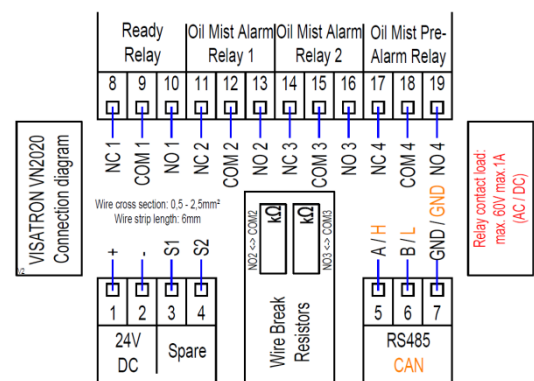 Ready
Relay
Oil Mist Alarm
Relay 1
Oil Mist Alarm
Relay 2
Oil Mist Pre-
Alarm Relay
8 9 10 11 12 13 14 15 16 17 18 19
NC 1
COM 1
NO 1
NC 2
COM 2
NO 2
NC 3
COM 3
NO 3
NC 4
COM 4
NO 4
VISATRON VN2020
Connection diagram
V2
Wire cross section: 0,5 - 2,5mm²
Wire strip length: 6mm
+
-
S1
S2
NO2 <-> COM2
kΩ
kΩ
NO3 <-> COM3
Wire Break
Resistors
A / H
B / L
GND / GND
Relay contact load:
max. 60V max.1A
(AC / DC)
1 2 3 4
5 6 7
24V
DC
Spare
RS485
CAN